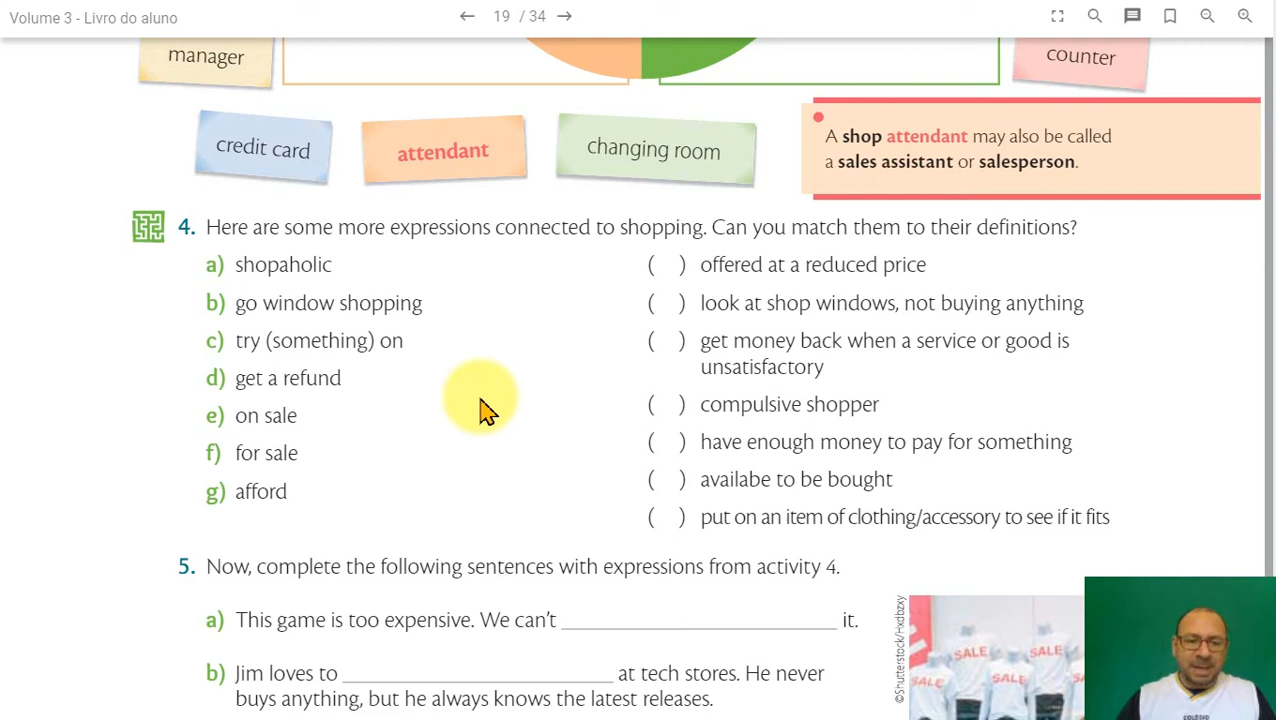 Volume 3 - Livro do aluno
19 / 34
manager
counter
credit card
attendant
changing room
A shop attendant may also be called
a sales assistant or salesperson.
4. Here are some more expressions connected to shopping. Can you match them to their definitions?
a) shopaholic
b) go window shopping
c) try (something) on
d) get a refund
e) on sale
f) for sale
g) afford
( ) offered at a reduced price
( ) look at shop windows, not buying anything
( ) get money back when a service or good is
unsatisfactory
( ) compulsive shopper
( ) have enough money to pay for something
( ) availabe to be bought
( ) put on an item of clothing/accessory to see if it fits
5. Now, complete the following sentences with expressions from activity 4.
a) This game is too expensive. We can't ____________________ it.
b) Jim loves to ____________________ at tech stores. He never
buys anything, but he always knows the latest releases.
©Shutterstock/Hxdbzxy
SALE
SALE
SALE
SALE
COLÉGIO